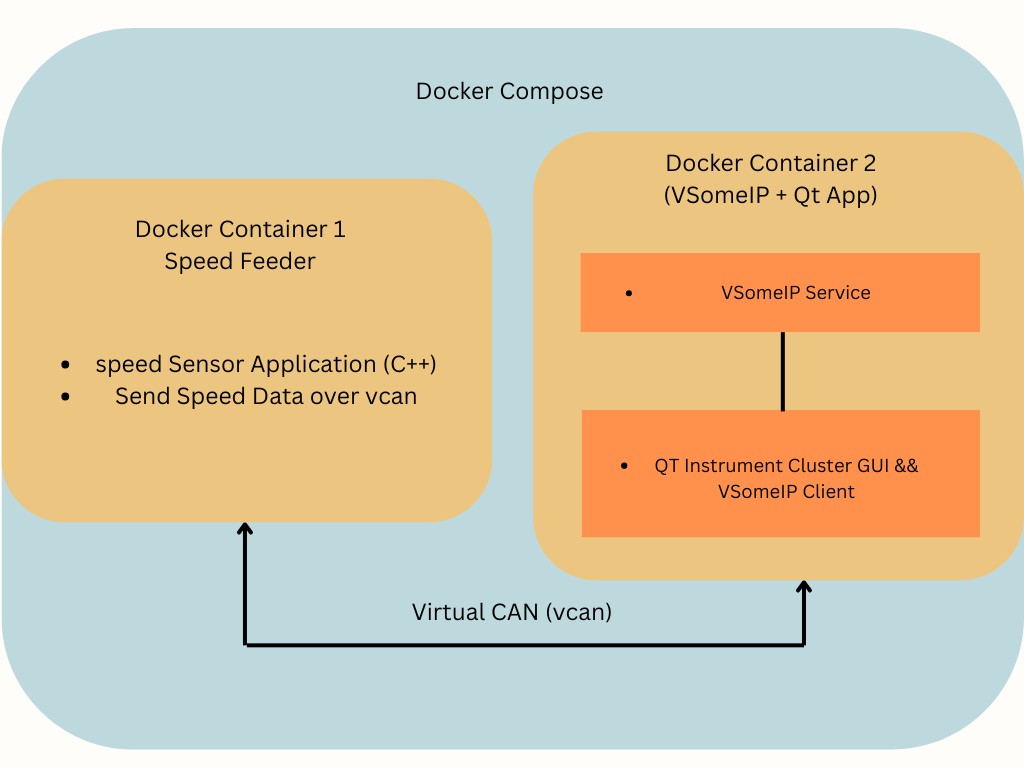 Docker Compose
Docker Container 1
Speed Feeder
• speed Sensor Application (C++)
• Send Speed Data over vcan
Docker Container 2
(VSomeIP + Qt App)
• VSomeIP Service
• QT Instrument Cluster GUI &&
VSomeIP Client
Virtual CAN (vcan)